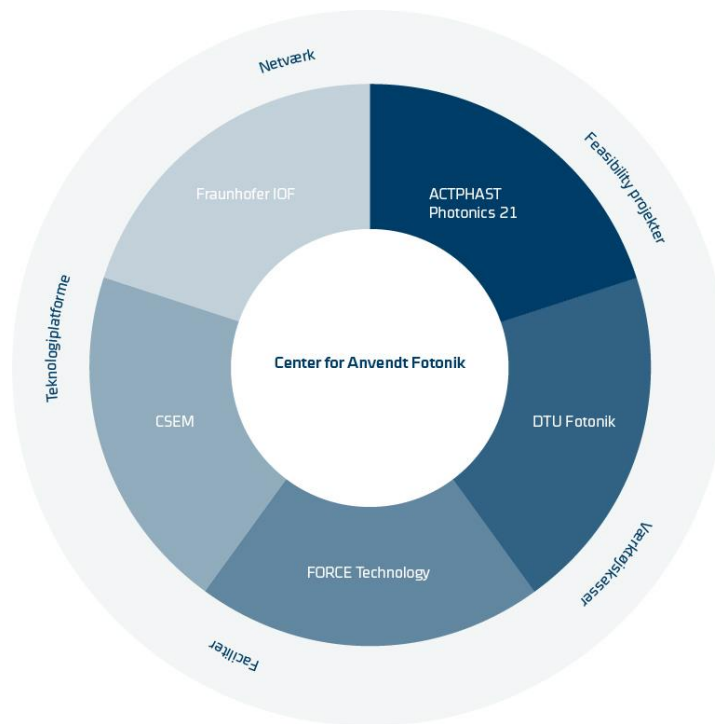 Netværk
Feasibility projekter
Fraunhofer IOF
ACTPHAST
Photonics 21
Teknologiplatforme
Center for Anvendt Fotonik
CSEM
DTU Fotonik
FORCE Technology
Værktøjskasser
Faciliter